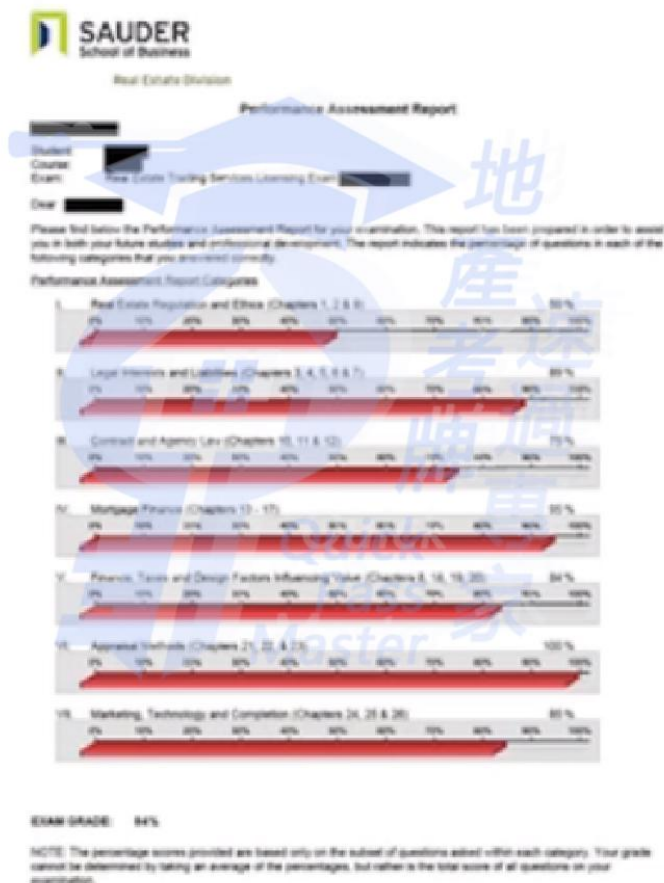 SAUDER
School of Business
Real Estate Division
Performance Assessment Report
Student:
Course:
Exam: Real Estate Trading Services Licensing Exam
Dear
Please find below the Performance Assessment Report for your examination. This report has been prepared in order to assist
you in both your future studies and professional development. The report indicates the percentage of questions in each of the
following categories that you answered correctly.
Performance Assessment Report Categories
I. Real Estate Regulation and Ethics (Chapters 1, 2 & 9) 50 %
0% 10% 20% 30% 40% 50% 60% 70% 80% 90% 100%
II. Legal Interests and Liabilities (Chapters 3, 4, 5, 6 & 7) 89 %
0% 10% 20% 30% 40% 50% 60% 70% 80% 90% 100%
III. Contract and Agency Law (Chapters 10, 11 & 12) 75 %
0% 10% 20% 30% 40% 50% 60% 70% 80% 90% 100%
IV. Mortgage Finance (Chapters 13 - 17) 95 %
0% 10% 20% 30% 40% 50% 60% 70% 80% 90% 100%
V. Finance, Taxes and Design Factors Influencing Value (Chapters 8, 18, 19, 20) 84 %
0% 10% 20% 30% 40% 50% 60% 70% 80% 90% 100%
VI. Appraisal Methods (Chapters 21, 22, & 23) 100 %
0% 10% 20% 30% 40% 50% 60% 70% 80% 90% 100%
VII. Marketing, Technology and Completion (Chapters 24, 25 & 26) %
0% 10% 20% 30% 40% 50% 60% 70% 80% 90% 100%
EXAM GRADE: 84%
NOTE: The percentage scores provided are based only on the subset of questions asked within each category. Your grade
cannot be determined by taking an average of the percentages, but rather is the total score of all questions on your
examination.
地產考牌
速過專家
Quick
Pass
Master